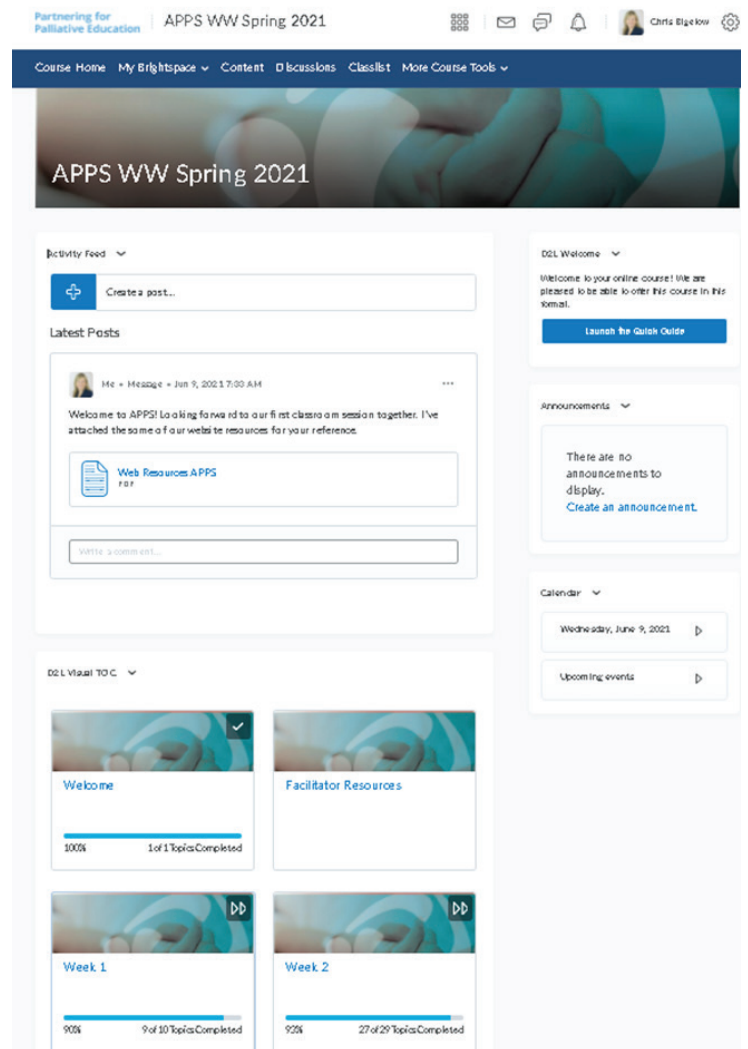 Partnering for
Palliative Education
APPS WW Spring 2021
Chris Bigelow
Course Home My Brightspace Content Discussions Classlist More Course Tools
APPS WW Spring 2021
Activity Feed
Create a post...
Latest Posts
Me • Message • Jun 9, 2021 7:33 AM
Welcome to APPS! Looking forward to our first classroom session together. I've
attached the some of our website resources for your reference.
Web Resources APPS
PDF
Write a comment...
D2L Welcome
Welcome to your online course! We are
pleased to be able to offer this course in this
format.
Launch the Quick Guide
Announcements
There are no
announcements to
display.
Create an announcement.
Calendar
Wednesday, June 9, 2021
Upcoming events
D2L Visual TOC
Welcome
100% 1 of 1 Topics Completed
Facilitator Resources
Week 1
90% 9 of 10 Topics Completed
Week 2
93% 27 of 29 Topics Completed